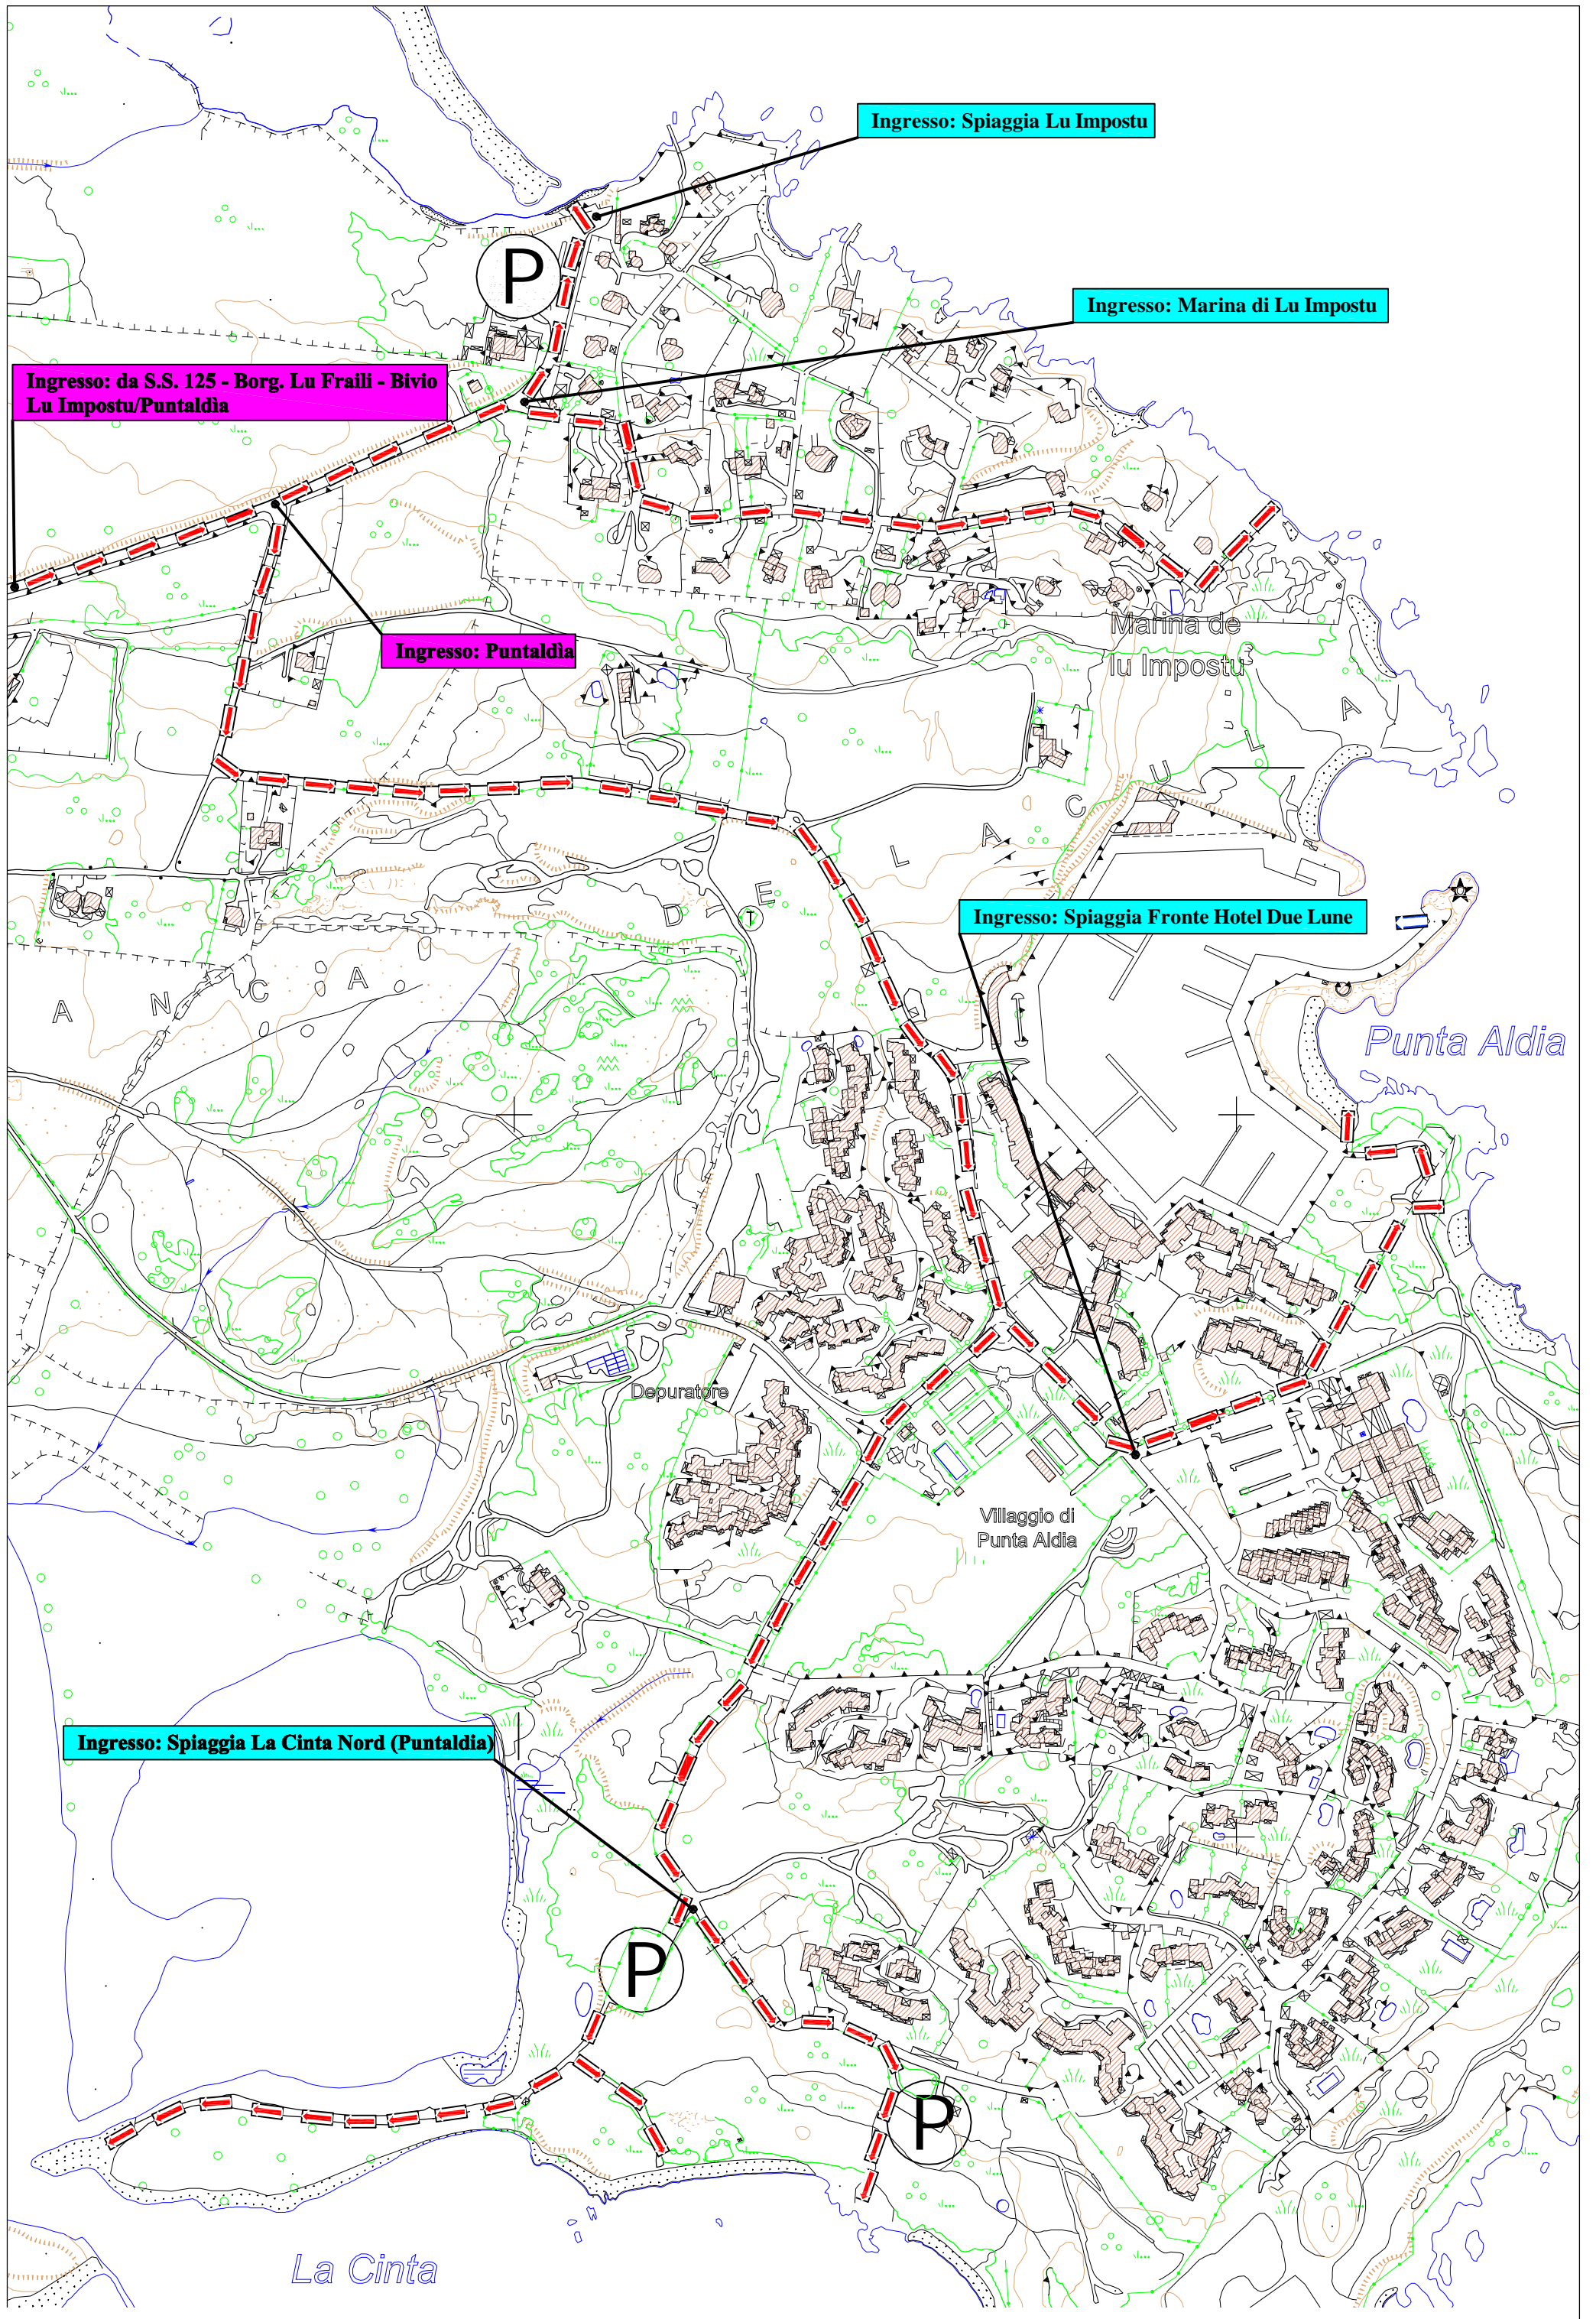 Ingresso: Spiaggia Lu Impostu
P
Ingresso: Marina di Lu Impostu
Ingresso: da S.S. 125 - Borg. Lu Fraili - Bivio
Lu Impostu/Puntaldìa
Ingresso: Puntaldìa
Marina de
lu Impostu
A N C A D E L A C U L A
T
Ingresso: Spiaggia Fronte Hotel Due Lune
Punta Aldia
Depuratore
Villaggio di
Punta Aldia
Ingresso: Spiaggia La Cinta Nord (Puntaldia)
P
P
La Cinta